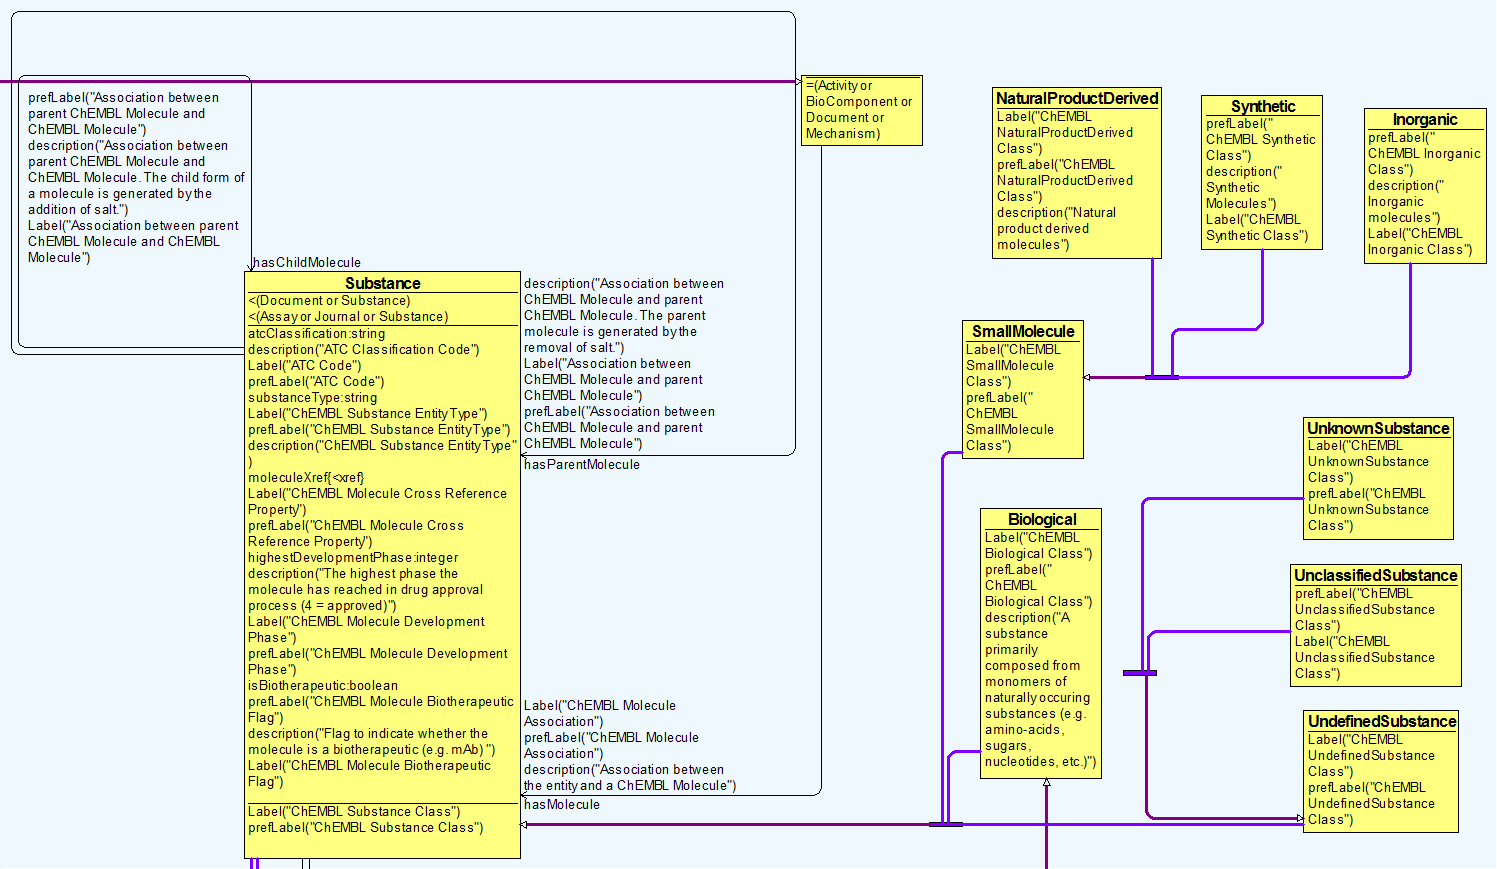 prefLabel("Association between
parent ChEMBL Molecule and
ChEMBL Molecule")
description("Association between
parent ChEMBL Molecule and
ChEMBL Molecule. The child form of
a molecule is generated by the
addition of salt.")
Label("Association between parent
ChEMBL Molecule and ChEMBL
Molecule")
hasChildMolecule
Substance
<(Document or Substance)
<(Assay or Journal or Substance)
atcClassification:string
description("ATC Classification Code")
Label("ATC Code")
prefLabel("ATC Code")
substanceType:string
Label("ChEMBL Substance Entity Type")
prefLabel("ChEMBL Substance Entity Type")
description("ChEMBL Substance Entity Type"
)
moleculeXref{<xref}
Label("ChEMBL Molecule Cross Reference
Property")
prefLabel("ChEMBL Molecule Cross
Reference Property")
highestDevelopmentPhase:integer
description("The highest phase the
molecule has reached in drug approval
process (4 = approved)")
Label("ChEMBL Molecule Development
Phase")
prefLabel("ChEMBL Molecule Development
Phase")
isBiotherapeutic:boolean
prefLabel("ChEMBL Molecule Biotherapeutic
Flag")
description("Flag to indicate whether the
molecule is a biotherapeutic (e.g. mAb) ")
Label("ChEMBL Molecule Biotherapeutic
Flag")
Label("ChEMBL Substance Class")
prefLabel("ChEMBL Substance Class")
description("Association between
ChEMBL Molecule and parent
ChEMBL Molecule. The parent
molecule is generated by the
removal of salt.")
Label("Association between
ChEMBL Molecule and parent
ChEMBL Molecule")
prefLabel("Association between
ChEMBL Molecule and parent
ChEMBL Molecule")
hasParentMolecule
Label("ChEMBL Molecule
Association")
prefLabel("ChEMBL Molecule
Association")
description("Association between
the entity and a ChEMBL Molecule")
hasMolecule
=(Activity or
BioComponent or
Document or
Mechanism)
NaturalProductDerived
Label("ChEMBL
NaturalProductDerived
Class")
prefLabel("ChEMBL
NaturalProductDerived
Class")
description("Natural
product derived
molecules")
Synthetic
prefLabel("
ChEMBL Synthetic
Class")
description("
Synthetic
Molecules")
Label("ChEMBL
Synthetic Class")
Inorganic
prefLabel("
ChEMBL Inorganic
Class")
description("
Inorganic
molecules")
Label("ChEMBL
Inorganic Class")
SmallMolecule
Label("ChEMBL
SmallMolecule
Class")
prefLabel("
ChEMBL
SmallMolecule
Class")
Biological
Label("ChEMBL
Biological Class")
prefLabel("
ChEMBL
Biological Class")
description("A
substance
primarily
composed from
monomers of
naturally occuring
substances (e.g.
amino-acids,
sugars,
nucleotides, etc.)")
UnknownSubstance
Label("ChEMBL
UnknownSubstance
Class")
prefLabel("ChEMBL
UnknownSubstance
Class")
UnclassifiedSubstance
prefLabel("ChEMBL
UnclassifiedSubstance
Class")
Label("ChEMBL
UnclassifiedSubstance
Class")
UndefinedSubstance
Label("ChEMBL
UndefinedSubstance
Class")
prefLabel("ChEMBL
UndefinedSubstance
Class")